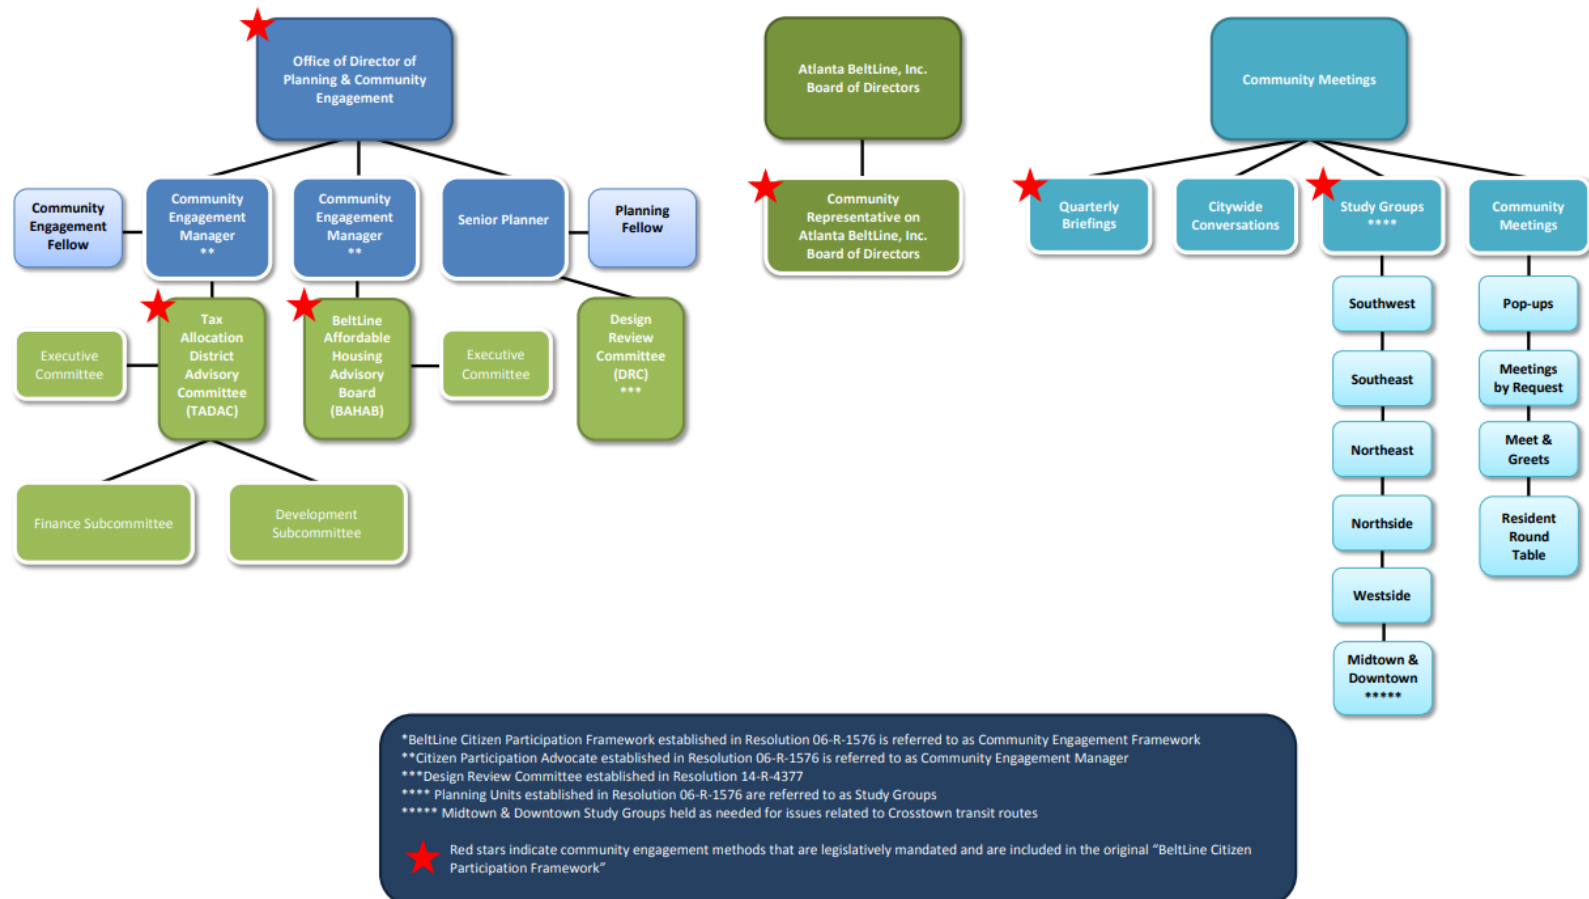 Office of Director of
Planning & Community
Engagement
Atlanta BeltLine, Inc.
Board of Directors
Community Meetings
Community
Engagement
Fellow
Community
Engagement
Manager
**
Community
Engagement
Manager
**
Senior Planner
Planning
Fellow
Community
Representative on
Atlanta BeltLine, Inc.
Board of Directors
Quarterly
Briefings
Citywide
Conversations
Study Groups
****
Community
Meetings
Executive
Committee
Tax
Allocation
District
Advisory
Committee
(TADAC)
BeltLine
Affordable
Housing
Advisory
Board
(BAHAB)
Executive
Committee
Design
Review
Committee
(DRC)
***
Finance Subcommittee
Development
Subcommittee
Southwest
Southeast
Northeast
Northside
Westside
Midtown &
Downtown
*****
Pop-ups
Meetings
by Request
Meet &
Greets
Resident
Round
Table
*BeltLine Citizen Participation Framework established in Resolution 06-R-1576 is referred to as Community Engagement Framework
**Citizen Participation Advocate established in Resolution 06-R-1576 is referred to as Community Engagement Manager
***Design Review Committee established in Resolution 14-R-4377
**** Planning Units established in Resolution 06-R-1576 are referred to as Study Groups
***** Midtown & Downtown Study Groups held as needed for issues related to Crosstown transit routes
Red stars indicate community engagement methods that are legislatively mandated and are included in the original “BeltLine Citizen
Participation Framework”